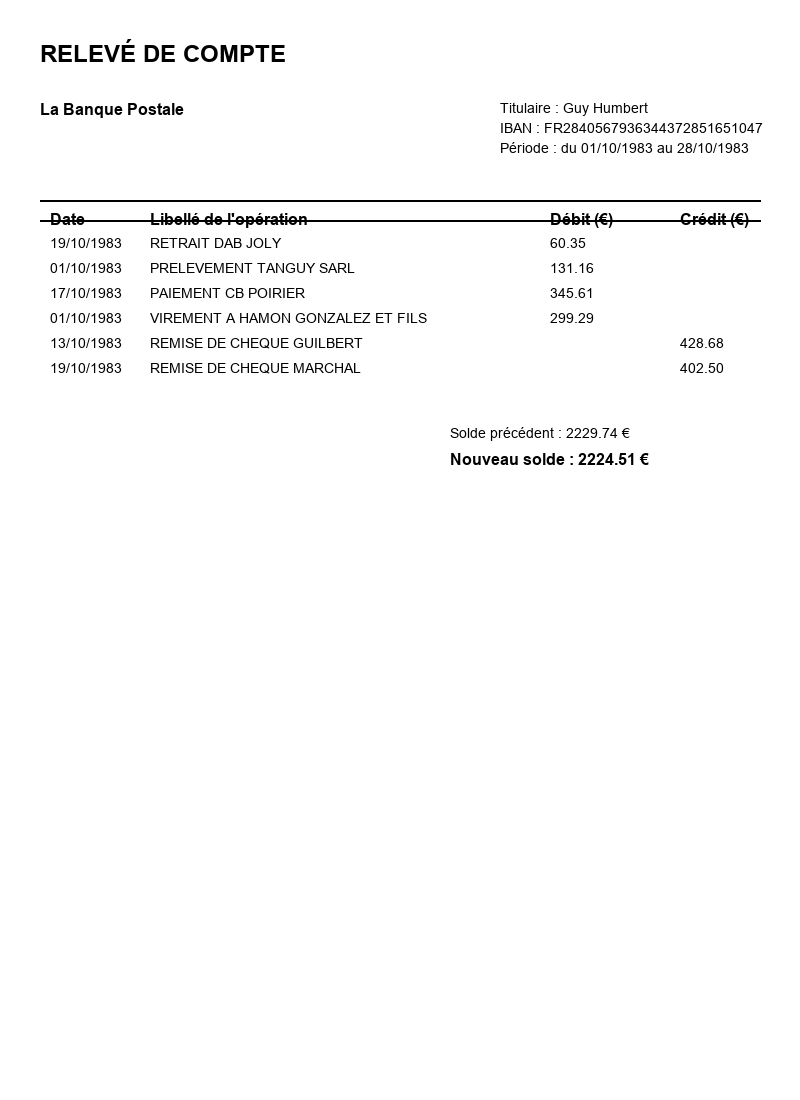 RELEVÉ DE COMPTE
La Banque Postale
Titulaire : Guy Humbert
IBAN : FR2840567936344372851651047
Période : du 01/10/1983 au 28/10/1983
Date Libellé de l'opération Débit (€) Crédit (€)
19/10/1983 RETRAIT DAB JOLY 60.35
01/10/1983 PRELEVEMENT TANGUY SARL 131.16
17/10/1983 PAIEMENT CB POIRIER 345.61
01/10/1983 VIREMENT A HAMON GONZALEZ ET FILS 299.29
13/10/1983 REMISE DE CHEQUE GUILBERT 428.68
19/10/1983 REMISE DE CHEQUE MARCHAL 402.50
Solde précédent : 2229.74 €
Nouveau solde : 2224.51 €